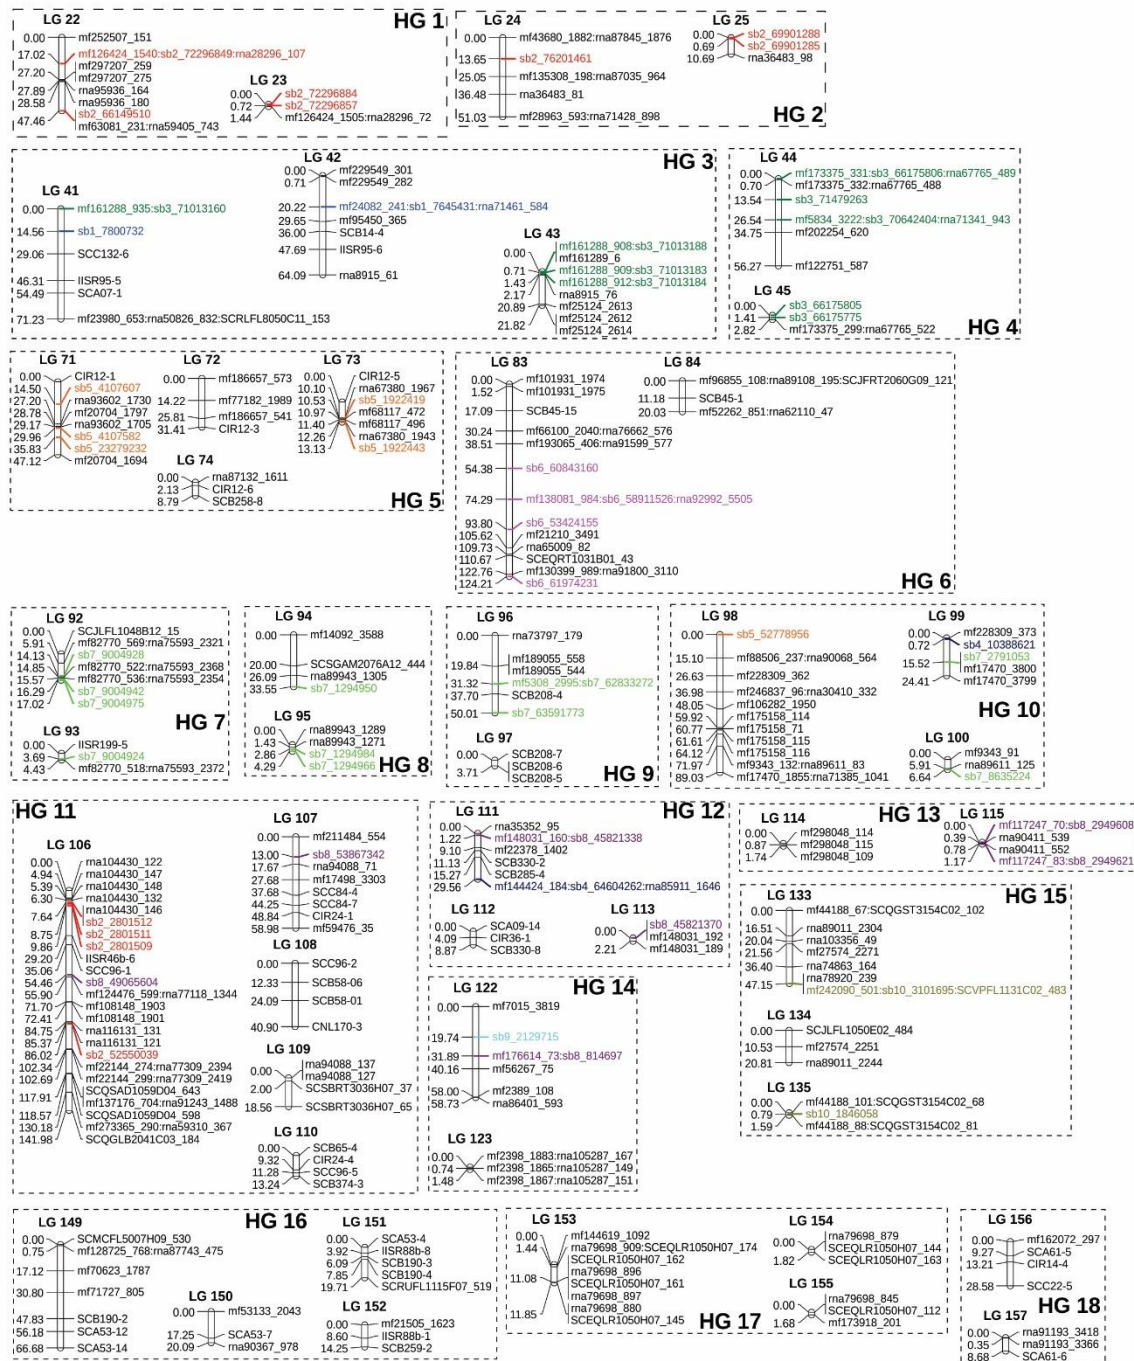 HG 1
LG 22
0.00 mf252507_151
17.02 mf126424_1540:sb2_72296849:rna28296_107
mf297207_259
27.20 mf297207_275
27.89 rna95936_164
28.58 rna95936_180
sb2_66149510
47.46 mf63081_231:rna59405_743
LG 23
0.00 sb2_72296884
0.72 sb2_72296857
1.44 mf126424_1505:rna28296_72
HG 2
LG 24
0.00 mf43680_1882:rna87845_1876
13.65 sb2_76201461
25.05 mf135308_198:rna87035_964
36.48 rna36483_81
51.03 mf28963_593:rna71428_898
LG 25
0.00 sb2_69901288
0.69 sb2_69901285
10.69 rna36483_98
HG 3
LG 41
0.00 mf161288_935:sb3_71013160
14.56 sb1_7800732
29.06 SCC132-6
46.31 IISR95-5
54.49 SCA07-1
71.23 mf23980_653:rna50826_832:SCRLFL8050C11_153
LG 42
0.00 mf229549_301
0.71 mf229549_282
20.22 mf24082_241:sb1_7645431:rna71461_584
29.65 mf95450_365
36.00 SCB14-4
47.69 IISR95-6
64.09 rna8915_61
LG 43
0.00 mf161288_908:sb3_71013188
mf161289_6
0.71 mf161288_909:sb3_71013183
1.43 mf161288_912:sb3_71013184
2.17 rna8915_76
20.89 mf25124_2613
mf25124_2612
21.82 mf25124_2614
HG 4
LG 44
0.00 mf173375_331:sb3_66175806:rna67765_489
0.70 mf173375_332:rna67765_488
13.54 sb3_71479263
26.54 mf5834_3222:sb3_70642404:rna71341_943
34.75 mf202254_620
56.27 mf122751_587
LG 45
0.00 sb3_66175805
1.41 sb3_66175775
2.82 mf173375_299:rna67765_522
HG 5
LG 71
0.00 CIR12-1
14.50 sb5_4107607
27.20 rna93602_1730
28.78 mf20704_1797
29.17 rna93602_1705
29.96 sb5_4107582
35.83 sb5_23279232
47.12 mf20704_1694
LG 72
0.00 mf186657_573
14.22 mf77182_1989
25.81 mf186657_541
31.41 CIR12-3
LG 73
0.00 CIR12-5
10.10 rna67380_1967
10.53 sb5_1922419
10.97 mf68117_472
11.40 mf68117_496
12.26 rna67380_1943
13.13 sb5_1922443
LG 74
0.00 rna87132_1611
2.13 CIR12-6
8.79 SCB258-8
HG 6
LG 83
0.00 mf101931_1974
1.52 mf101931_1975
17.09 SCB45-15
30.24 mf66100_2040:rna76662_576
38.51 mf193065_406:rna91599_577
54.38 sb6_60843160
74.29 mf138081_984:sb6_58911526:rna92992_5505
93.80 sb6_53424155
105.62 mf21210_3491
109.73 rna65009_82
110.67 SCEQRT1031B01_43
122.76 mf130399_989:rna91800_3110
124.21 sb6_61974231
LG 84
0.00 mf96855_108:rna89108_195:SCJFRT2060G09_121
11.18 SCB45-1
20.03 mf52262_851:rna62110_47
HG 7
LG 92
0.00 SCJLFL1048B12_15
5.91 mf82770_569:rna75593_2321
14.13 sb7_9004928
14.85 mf82770_522:rna75593_2368
15.57 mf82770_536:rna75593_2354
16.29 sb7_9004942
17.02 sb7_9004975
LG 93
0.00 IISR199-5
3.69 sb7_9004924
4.43 mf82770_518:rna75593_2372
HG 8
LG 94
0.00 mf14092_3588
20.00 SCSGAM2076A12_444
26.09 rna89943_1305
33.55 sb7_1294950
LG 95
0.00 rna89943_1289
1.43 rna89943_1271
2.86 sb7_1294984
4.29 sb7_1294966
HG 9
LG 96
0.00 rna73797_179
19.84 mf189055_558
mf189055_544
31.32 mf5308_2995:sb7_62833272
37.70 SCB208-4
50.01 sb7_63591773
LG 97
0.00 SCB208-7
SCB208-6
3.71 SCB208-5
HG 10
LG 98
0.00 sb5_52778956
15.10 mf88506_237:rna90068_564
26.63 mf228309_362
36.98 mf246837_96:rna30410_332
48.05 mf106282_1950
59.92 mf175158_114
60.77 mf175158_71
61.61 mf175158_115
64.12 mf175158_116
71.97 mf9343_132:rna89611_83
89.03 mf17470_1855:rna71385_1041
LG 99
0.00 mf228309_373
0.72 sb4_10388621
15.52 sb7_2791053
mf17470_3800
24.41 mf17470_3799
LG 100
0.00 mf9343_91
5.91 rna89611_125
6.64 sb7_8635224
HG 11
LG 106
0.00 rna104430_122
4.94 rna104430_147
5.39 rna104430_148
6.30 rna104430_132
rna104430_146
7.64 sb2_2801512
8.75 sb2_2801511
9.86 sb2_2801509
29.20 IISR46b-6
35.06 SCC96-1
54.46 sb8_49065604
55.90 mf124476_599:rna77118_1344
71.70 mf108148_1903
72.41 mf108148_1901
84.75 rna116131_131
85.37 rna116131_121
86.02 sb2_52550039
102.34 mf22144_274:rna77309_2394
102.69 mf22144_299:rna77309_2419
SCQSAD1059D04_643
117.91 mf137176_704:rna91243_1488
118.57 SCQSAD1059D04_598
130.18 mf273365_290:rna59310_367
141.98 SCQGLB2041C03_184
LG 107
0.00 mf211484_554
13.00 sb8_53867342
17.67 rna94088_71
27.68 mf17498_3303
37.68 SCC84-4
44.25 SCC84-7
48.84 CIR24-1
58.98 mf59476_35
LG 108
0.00 SCC96-2
12.33 SCB58-06
24.09 SCB58-01
40.90 CNL170-3
LG 109
0.00 rna94088_137
rna94088_127
2.00 SCSBRT3036H07_37
18.56 SCSBRT3036H07_65
LG 110
0.00 SCB65-4
9.32 CIR24-4
11.28 SCC96-5
13.24 SCB374-3
HG 12
LG 111
0.00 rna35352_95
1.22 mf148031_160:sb8_45821338
9.10 mf22378_1402
11.13 SCB330-2
15.27 SCB285-4
29.56 mf144424_184:sb4_64604262:rna85911_1646
LG 112
0.00 SCA09-14
4.09 CIR36-1
8.87 SCB330-8
LG 113
0.00 sb8_45821370
mf148031_192
2.21 mf148031_189
HG 13
LG 114
0.00 mf298048_114
0.87 mf298048_115
1.74 mf298048_109
LG 115
0.00 mf117247_70:sb8_2949608
0.39 rna90411_539
0.78 rna90411_552
1.17 mf117247_83:sb8_2949621
HG 14
LG 122
0.00 mf7015_3819
19.74 sb9_2129715
31.89 mf176614_73:sb8_814697
40.16 mf56267_75
58.00 mf2389_108
58.73 rna86401_593
LG 123
0.00 mf2398_1883:rna105287_167
0.74 mf2398_1865:rna105287_149
1.48 mf2398_1867:rna105287_151
HG 15
LG 133
0.00 mf44188_67:SCQGST3154C02_102
16.51 rna89011_2304
20.04 rna103356_49
21.56 mf27574_2271
36.40 rna74863_164
rna78920_239
47.15 mf242090_501:sb10_3101695:SCVPFL1131C02_483
LG 134
0.00 SCJLFL1050E02_484
10.53 mf27574_2251
20.81 rna89011_2244
LG 135
0.00 mf44188_101:SCQGST3154C02_68
0.79 sb10_1846058
1.59 mf44188_88:SCQGST3154C02_81
HG 16
LG 149
0.00 SCMCFL5007H09_530
0.75 mf128725_768:rna87743_475
17.12 mf70623_1787
30.80 mf71727_805
47.83 SCB190-2
56.18 SCA53-12
66.68 SCA53-14
LG 150
0.00 mf53133_2043
17.25 SCA53-7
20.09 rna90367_978
LG 151
0.00 SCA53-4
3.92 IISR88b-8
6.09 SCB190-3
7.85 SCB190-4
19.71 SCRUFL1115F07_519
LG 152
0.00 mf21505_1623
8.60 IISR88b-1
14.25 SCB259-2
HG 17
LG 153
0.00 mf144619_1092
1.44 rna79698_909:SCEQLR1050H07_174
SCEQLR1050H07_162
rna79698_896
11.08 SCEQLR1050H07_161
rna79698_897
rna79698_880
11.85 SCEQLR1050H07_145
LG 154
0.00 rna79698_879
SCEQLR1050H07_144
1.82 SCEQLR1050H07_163
LG 155
0.00 rna79698_845
SCEQLR1050H07_112
1.68 mf173918_201
HG 18
LG 156
0.00 mf162072_297
9.27 SCA61-5
13.21 CIR14-4
28.58 SCC22-5
LG 157
0.00 rna91193_3418
0.35 rna91193_3366
8.68 SCA61-6